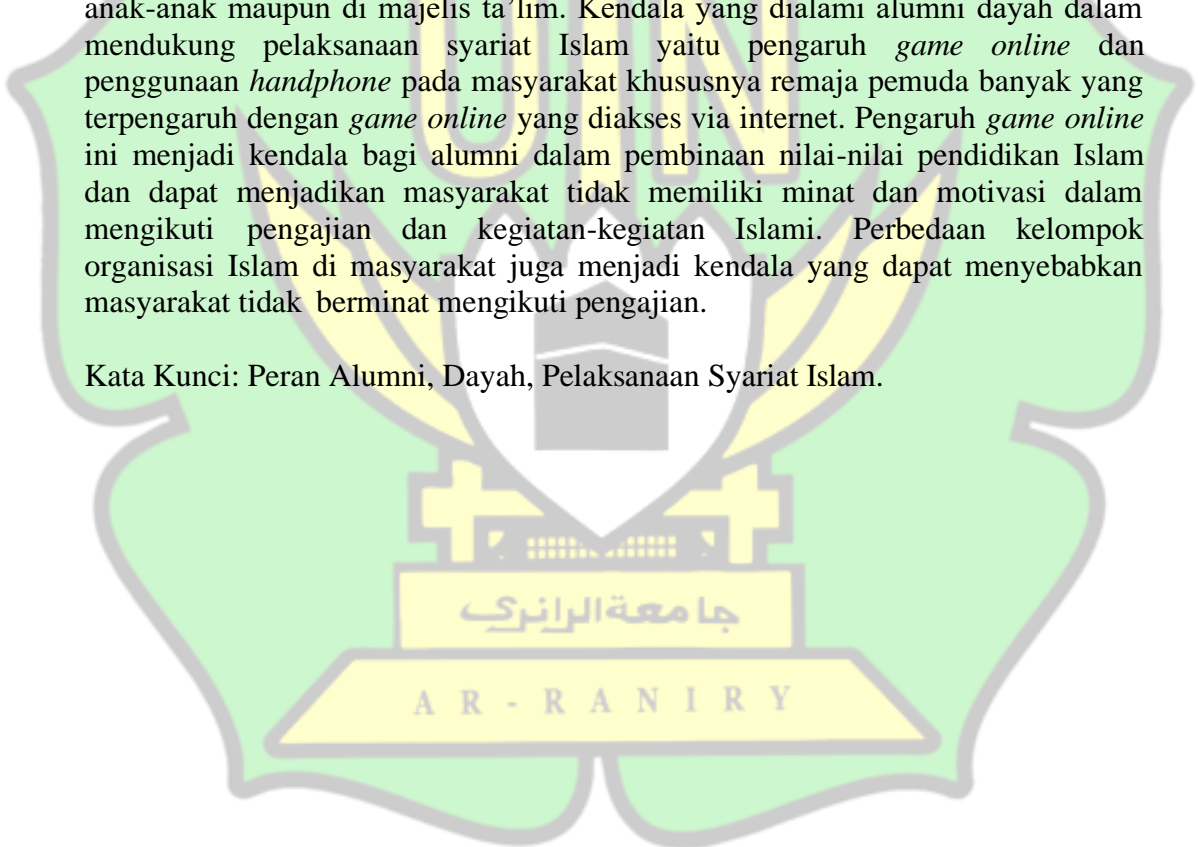 anak-anak maupun di majelis ta’lim. Kendala yang dialami alumni dayah dalam
mendukung pelaksanaan syariat Islam yaitu pengaruh game online dan
penggunaan handphone pada masyarakat khususnya remaja pemuda banyak yang
terpengaruh dengan game online yang diakses via internet. Pengaruh game online
ini menjadi kendala bagi alumni dalam pembinaan nilai-nilai pendidikan Islam
dan dapat menjadikan masyarakat tidak memiliki minat dan motivasi dalam
mengikuti pengajian dan kegiatan-kegiatan Islami. Perbedaan kelompok
organisasi Islam di masyarakat juga menjadi kendala yang dapat menyebabkan
masyarakat tidak berminat mengikuti pengajian.
Kata Kunci: Peran Alumni, Dayah, Pelaksanaan Syariat Islam.
UIN
جامعةالرانري
AR-RANIRY